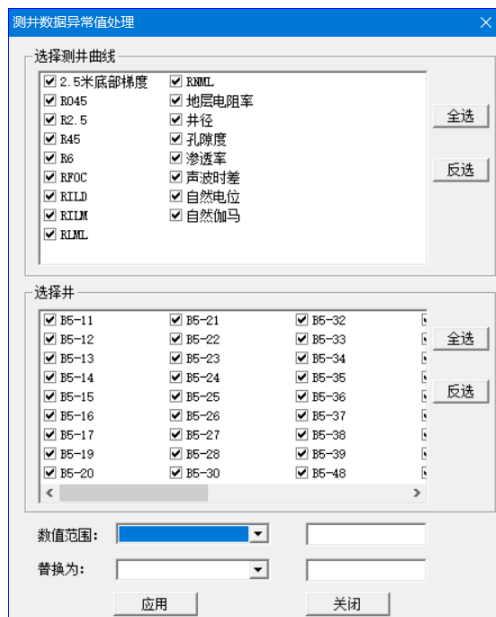 测井数据异常值处理
选择测井曲线
2.5米底部梯度 RNML
R045 地层电阻率
R2.5 井径
R45 孔隙度
R6 渗透率
RFOC 声波时差
RILD 自然电位
RILM 自然伽马
RLML
全选
反选
选择井
B5-11 B5-21 B5-32
B5-12 B5-22 B5-33
B5-13 B5-23 B5-34
B5-14 B5-24 B5-35
B5-15 B5-25 B5-36
B5-16 B5-26 B5-37
B5-17 B5-27 B5-38
B5-19 B5-28 B5-39
B5-20 B5-30 B5-48
全选
反选
数值范围:
替换为:
应用 关闭